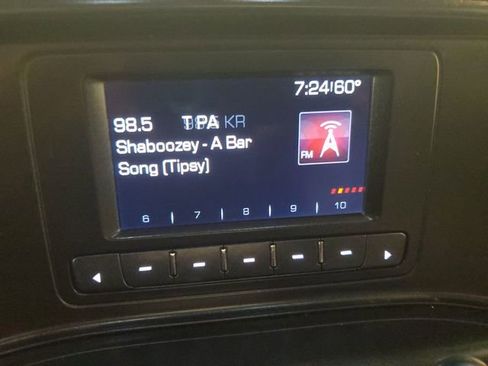 7:24 60°
98.5
Shaboozey - A Bar
Song (Tipsy)
FM
6 7 8 9 10